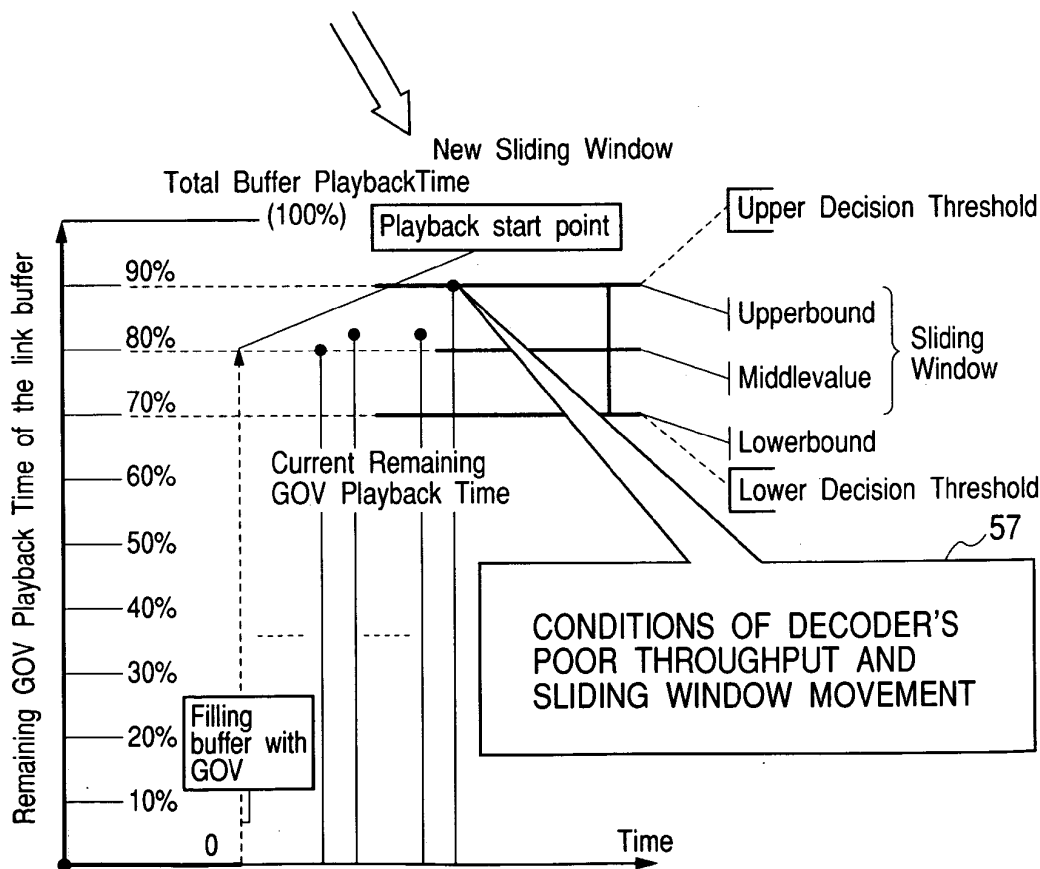 New Sliding Window
Total Buffer PlaybackTime
(100%)
Playback start point
Upper Decision Threshold
Upperbound
Middlevalue
Sliding
Window
Lowerbound
Lower Decision Threshold
Remaining GOV Playback Time of the link buffer
90%
80%
70%
60%
50%
40%
30%
20%
10%
0
Current Remaining
GOV Playback Time
57
CONDITIONS OF DECODER'S
POOR THROUGHPUT AND
SLIDING WINDOW MOVEMENT
Filling
buffer with
GOV
Time